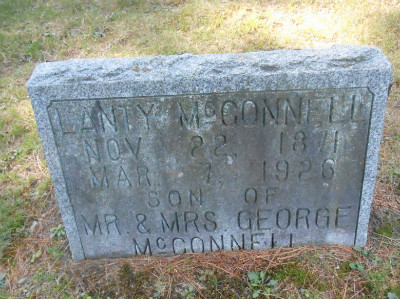 LANTY McCONNELL
NOV. 22, 1871
MAR. 7, 1926
SON OF
MR. & MRS. GEORGE
McCONNELL